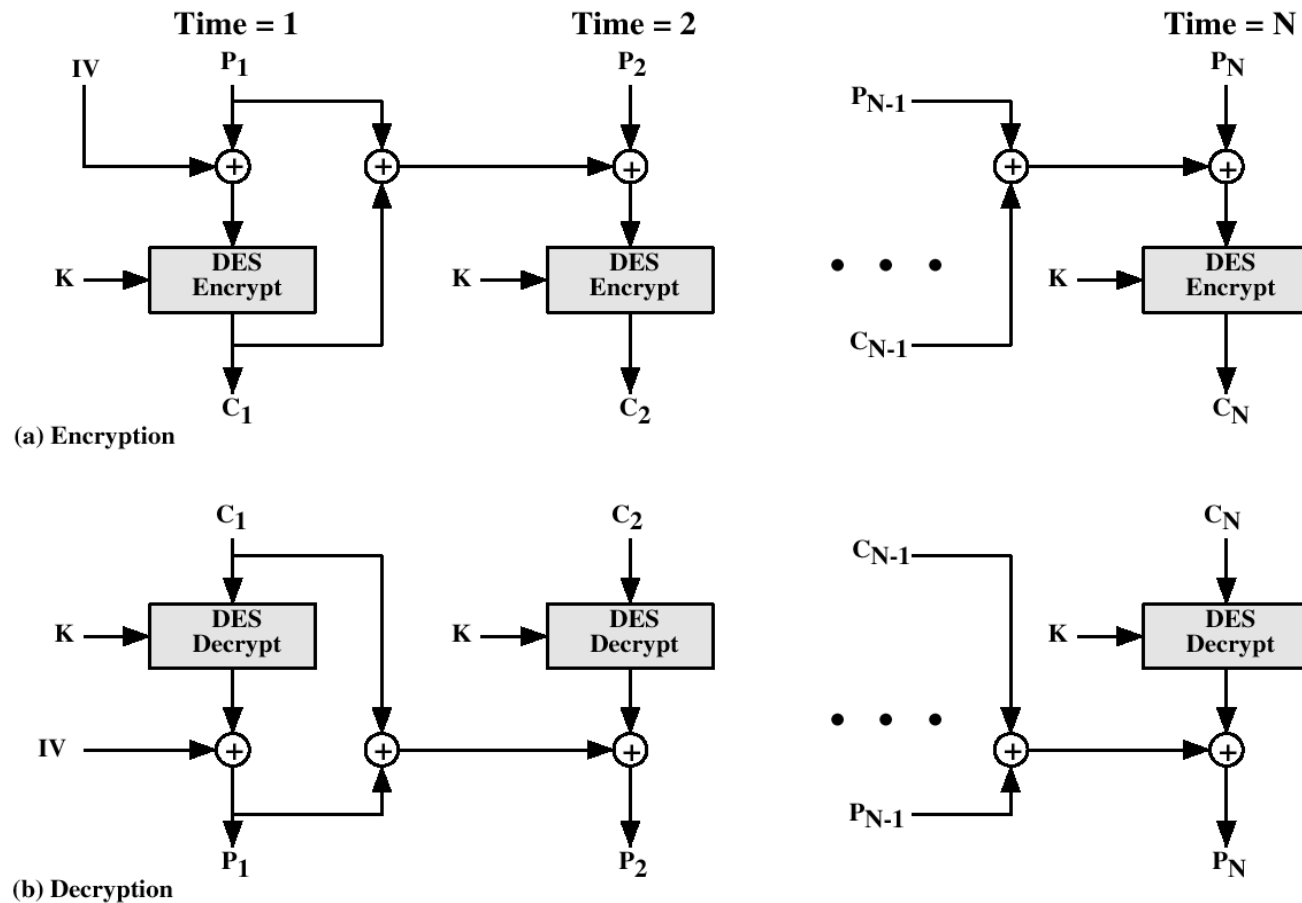 Time = 1
Time = 2
Time = N
IV
P1
P2
PN-1
PN
K
DES
Encrypt
K
DES
Encrypt
K
DES
Encrypt
CN-1
C1
C2
CN
(a) Encryption
C1
C2
CN-1
CN
K
DES
Decrypt
K
DES
Decrypt
K
DES
Decrypt
IV
PN-1
P1
P2
PN
(b) Decryption